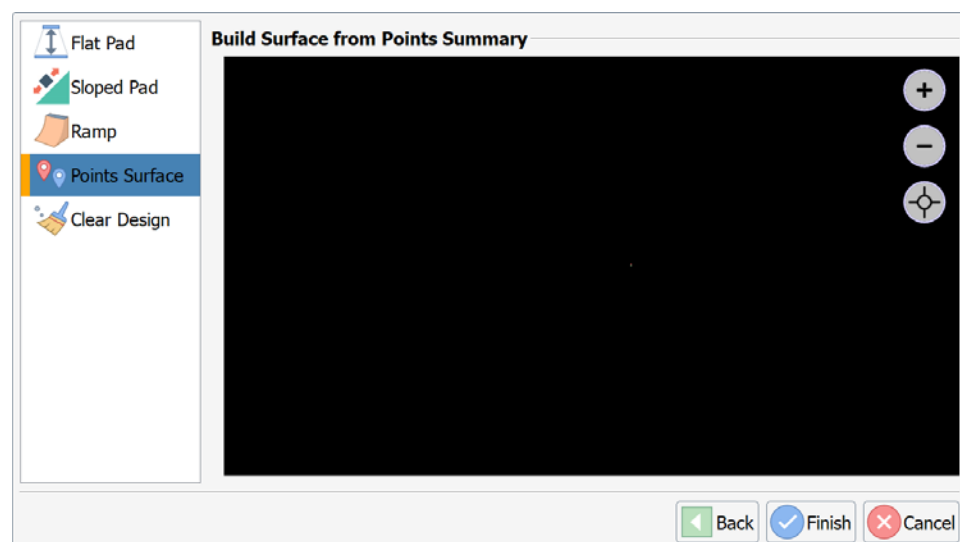 Flat Pad
Sloped Pad
Ramp
Points Surface
Clear Design
Build Surface from Points Summary
Back
Finish
Cancel